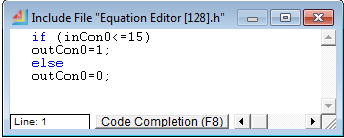 Include File "Equation Editor [128].h"
if (inCon0<=15)
outCon0=1;
else
outCon0=0;
Line: 1
Code Completion (F8)